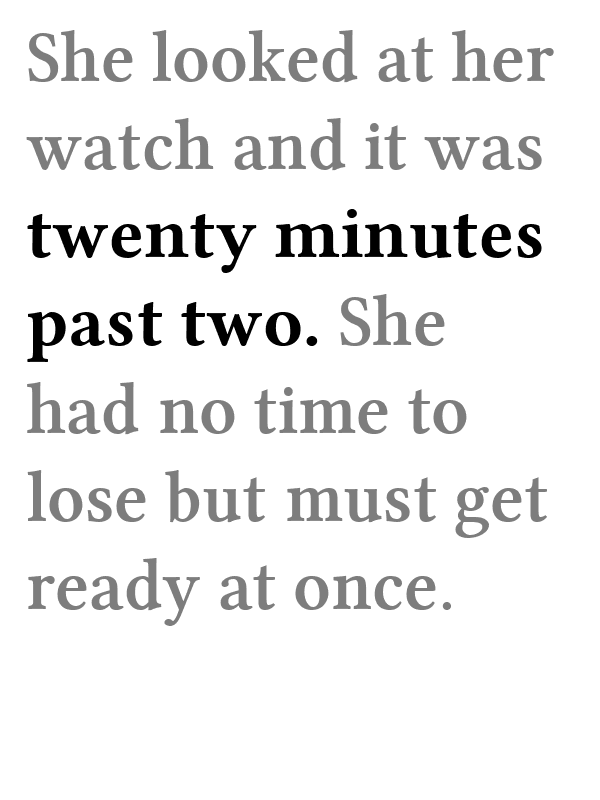 She looked at her
watch and it was
twenty minutes
past two. She
had no time to
lose but must get
ready at once.